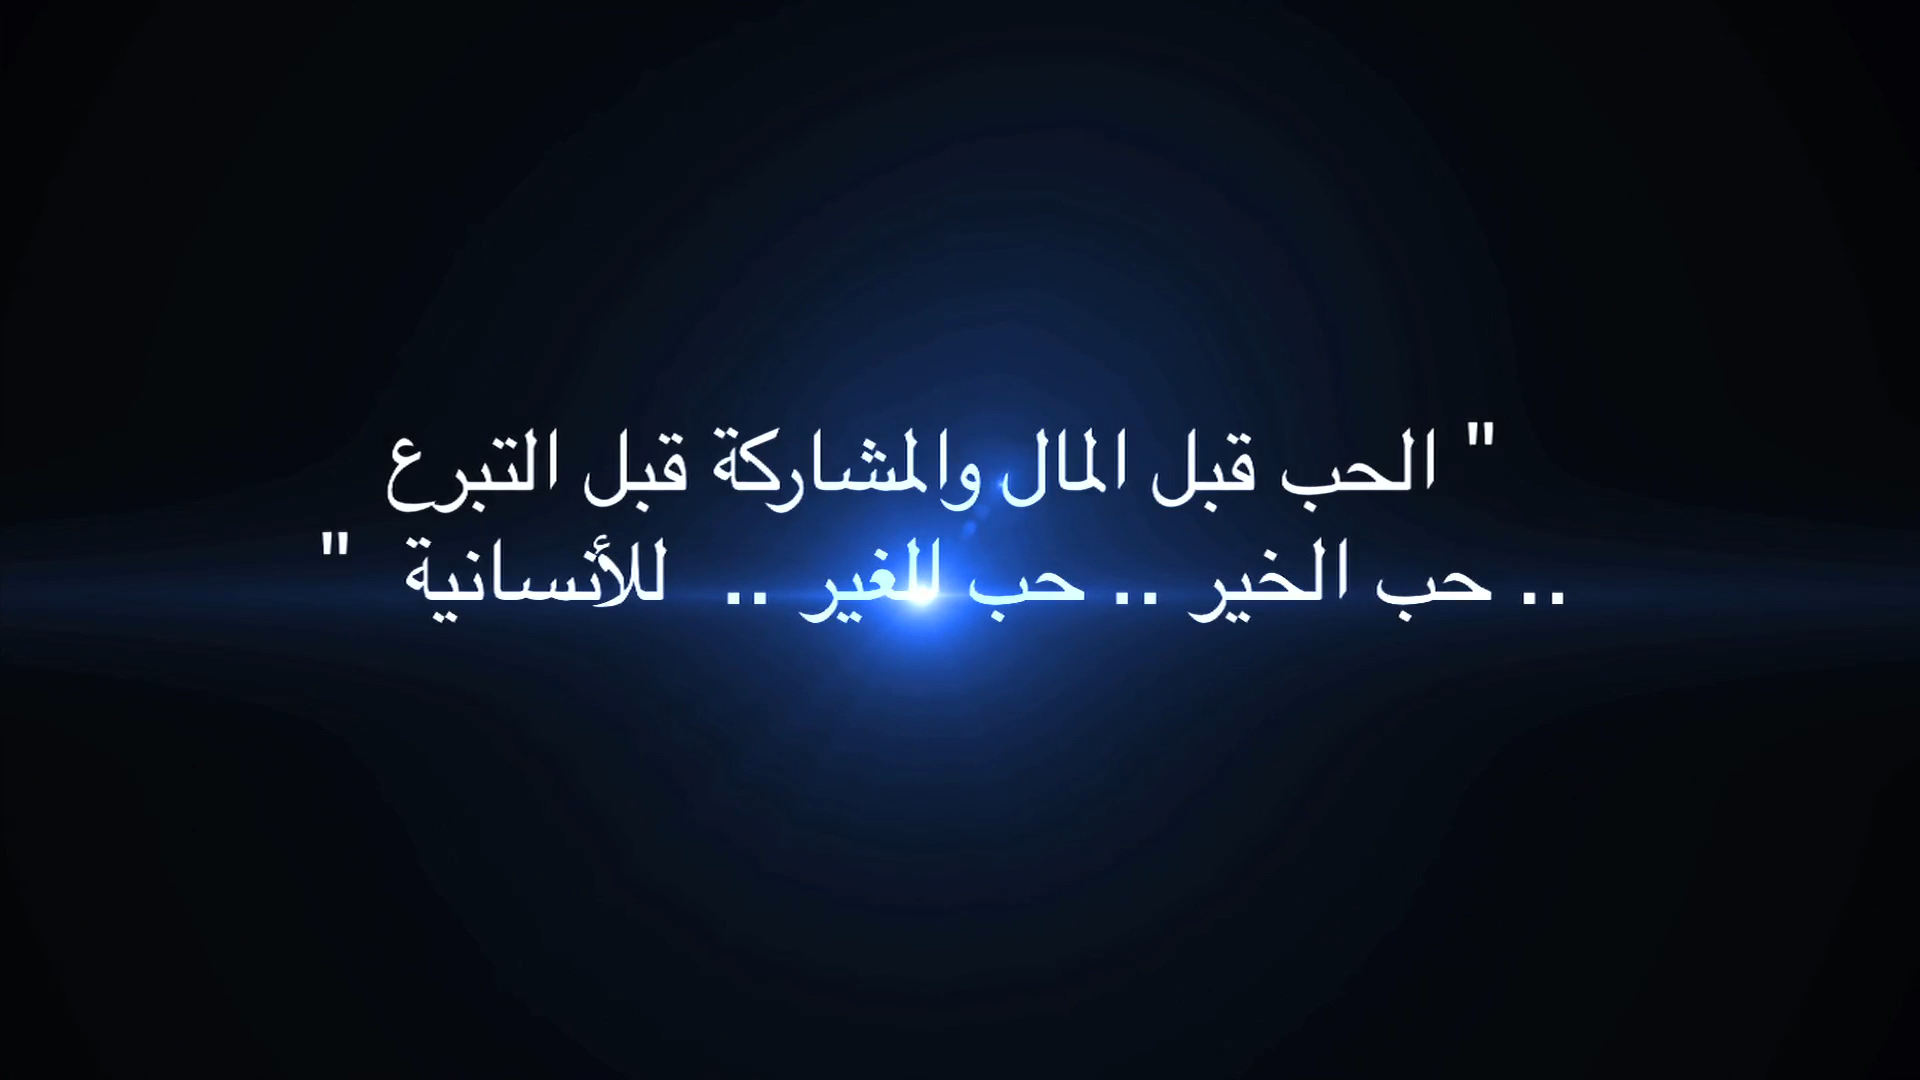 " الحب قبل المال والمشاركة قبل التبرع
.. حب الخير .. حب للغير .. للأنسانية "